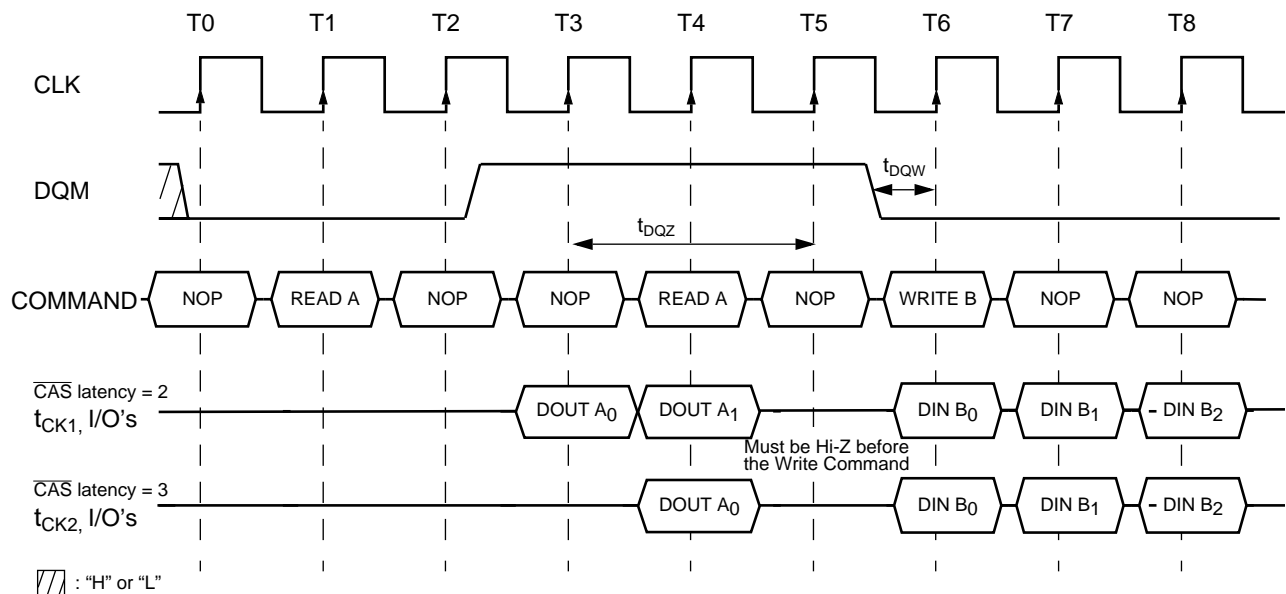 T0 T1 T2 T3 T4 T5 T6 T7 T8
CLK
DQM
tDQW
tDQZ
COMMAND NOP READ A NOP NOP READ A NOP WRITE B NOP NOP
CAS latency = 2
tCK1, I/O's
DOUT A0 DOUT A1 DIN B0 DIN B1 DIN B2
Must be Hi-Z before
the Write Command
CAS latency = 3
tCK2, I/O's
DOUT A0 DIN B0 DIN B1 DIN B2
: “H” or “L”